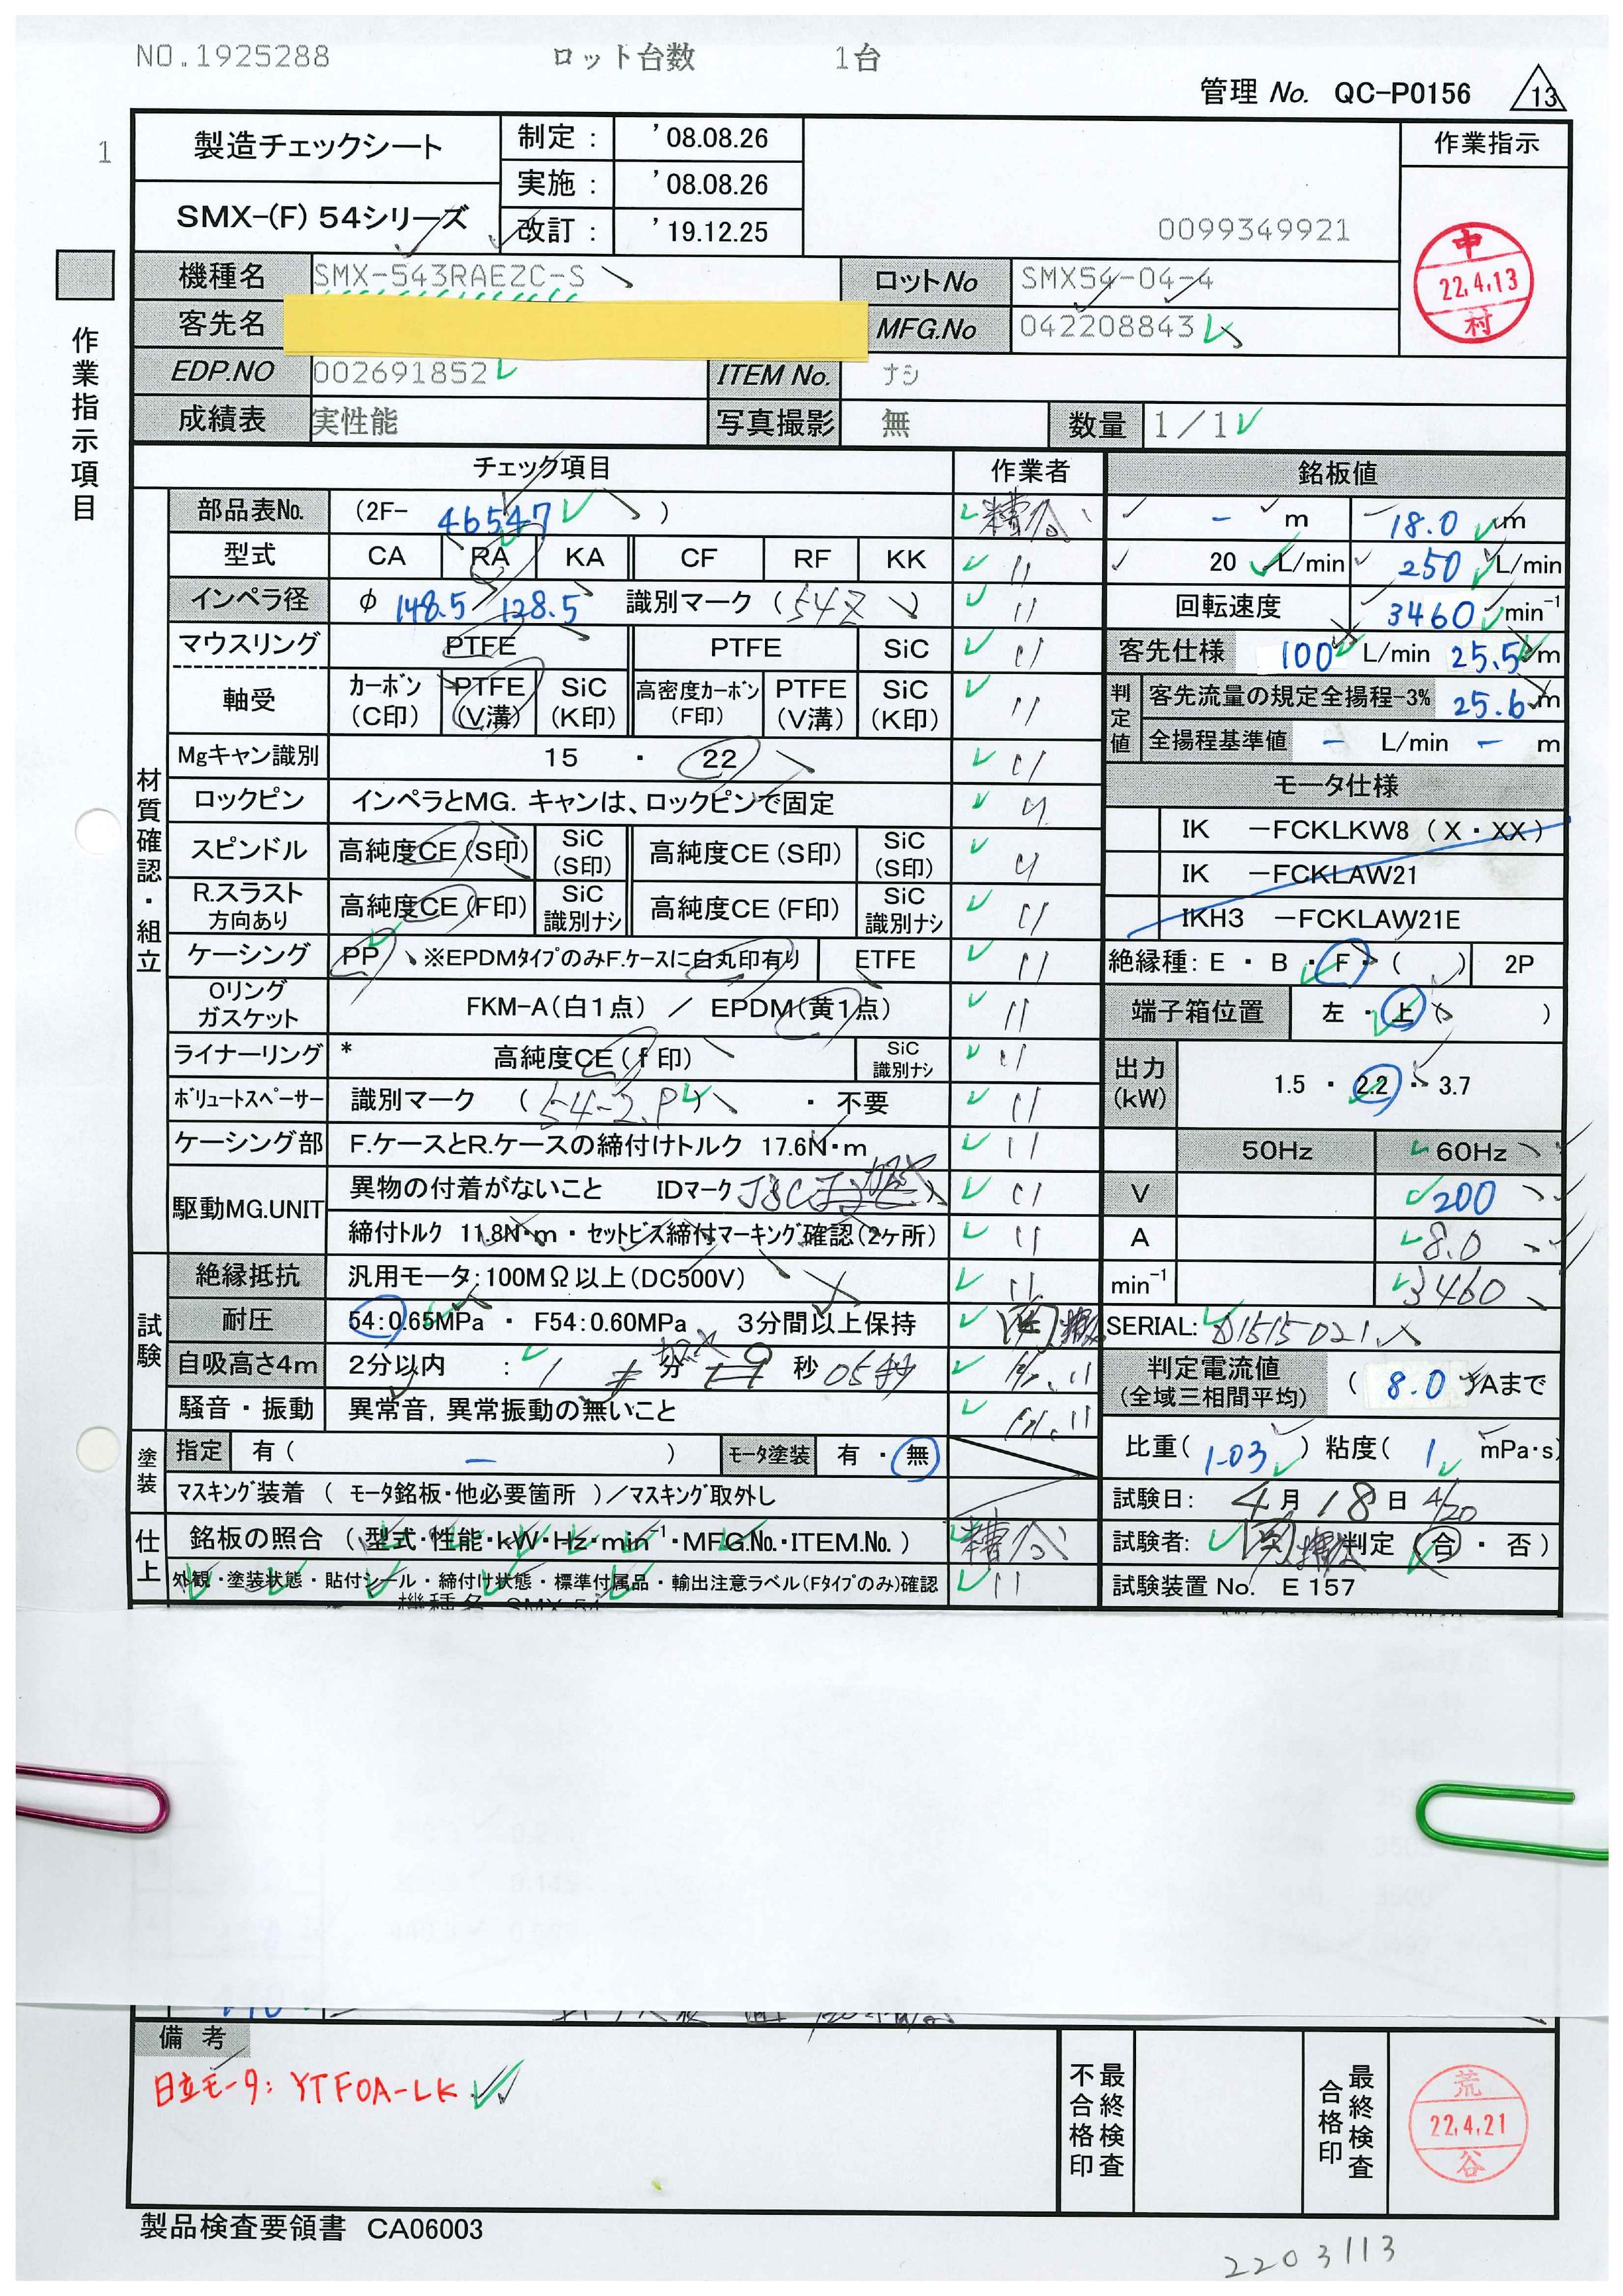 NO.1925288 ロット台数 1台
管理 No. QC-P0156 13
1
製造チェックシート
SMX-(F) 54シリーズ
制定： '08.08.26
実施： '08.08.26
改訂： '19.12.25
0099349921
作業指示
中 22.4.13 村
作業指示項目
機種名 SMX-543RAEZC-S ロットNo SMX54-04-4
客先名 MFG.No 042208843
EDP.NO 002691852 ITEM No. ナシ
成績表 実性能 写真撮影 無 数量 1/1
チェック項目 作業者 銘板値
材質確認・組立
部品表No. (2F- 46547 )
型式 CA RA KA CF RF KK
インペラ径 φ 148.5/128.5 識別マーク（54Z）
マウスリング PTFE PTFE SiC
軸受 カーボン(C印) PTFE(V溝) SiC(K印) 高密度カーボン(F印) PTFE(V溝) SiC(K印)
Mgキャン識別 15 ・ 22
ロックピン インペラとMG. キャンは、ロックピンで固定
スピンドル 高純度CE(S印) SiC(S印) 高純度CE(S印) SiC(S印)
R.スラスト方向あり 高純度CE(F印) SiC識別ナシ 高純度CE(F印) SiC識別ナシ
ケーシング PP ※EPDMタイプのみF.ケースに白丸印有り ETFE
Oリング ガスケット FKM-A(白1点) ／ EPDM(黄1点)
ライナーリング * 高純度CE(f印) SiC識別ナシ
ボリュートスペーサー 識別マーク （54-2.P） ・ 不要
ケーシング部 F.ケースとR.ケースの締付けトルク 17.6N・m
駆動MG.UNIT 異物の付着がないこと IDマーク
締付トルク 11.8N・m・セットビス締付マーキング確認(2ヶ所)
試験
絶縁抵抗 汎用モータ:100MΩ以上(DC500V)
耐圧 54:0.65MPa ・ F54:0.60MPa 3分間以上保持
自吸高さ4m 2分以内 : 1 分 秒 05秒
騒音・振動 異常音, 異常振動の無いこと
塗装
指定 有( － ) モータ塗装 有 ・ 無
マスキング装着（ モータ銘板・他必要箇所 ）／マスキング取外し
仕上
銘板の照合（型式・性能・kW・Hz・min⁻¹・MFG.No.・ITEM.No.）
外観・塗装状態・貼付シール・締付け状態・標準付属品・輸出注意ラベル(Fタイプのみ)確認
- m 18.0 m
20 L/min 250 L/min
回転速度 3460 min⁻¹
客先仕様 100 L/min 25.5 m
判定値 客先流量の規定全揚程-3% 25.6 m
全揚程基準値 - L/min - m
モータ仕様
IK －FCKLKW8 (X・XX)
IK －FCKLAW21
IKH3 －FCKLAW21E
絶縁種: E ・ B ・ F ・( ) 2P
端子箱位置 左 ・ 上 ( )
出力(kW) 1.5 ・ 2.2 ・ 3.7
50Hz 60Hz
V 200
A 8.0
min⁻¹ 3460
SERIAL:
判定電流値(全域三相間平均) ( 8.0 )Aまで
比重( 1.03 ) 粘度( 1 mPa・s)
試験日: 4月18日 4/20
試験者: 判定(合・否)
試験装置No. E 157
備考
日立モータ: YTFOA-LK
最終検査不合格印
最終検査合格印
荒 22.4.21 谷
製品検査要領書 CA06003
2203113